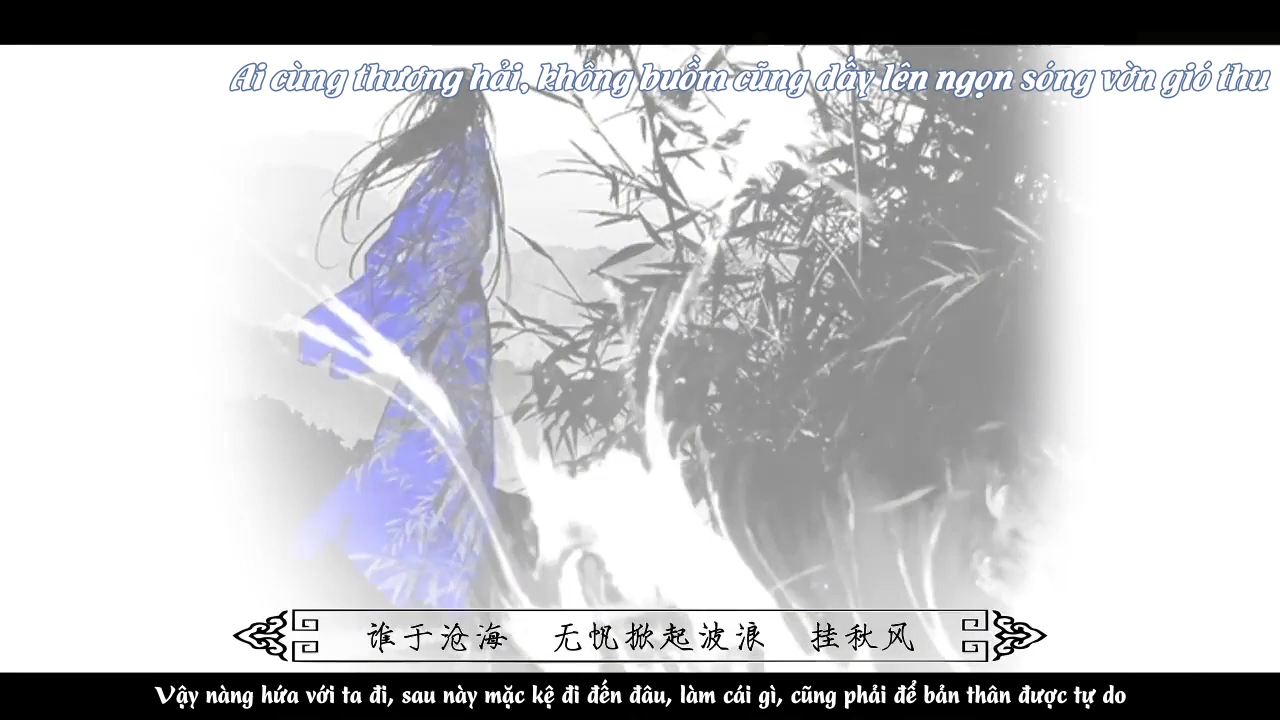 Ai cùng thương hải, không buồm cũng dấy lên ngọn sóng vờn gió thu
谁于沧海 无帆掀起波浪 挂秋风
Vậy nàng hứa với ta đi, sau này mặc kệ đi đến đâu, làm cái gì, cũng phải để bản thân được tự do